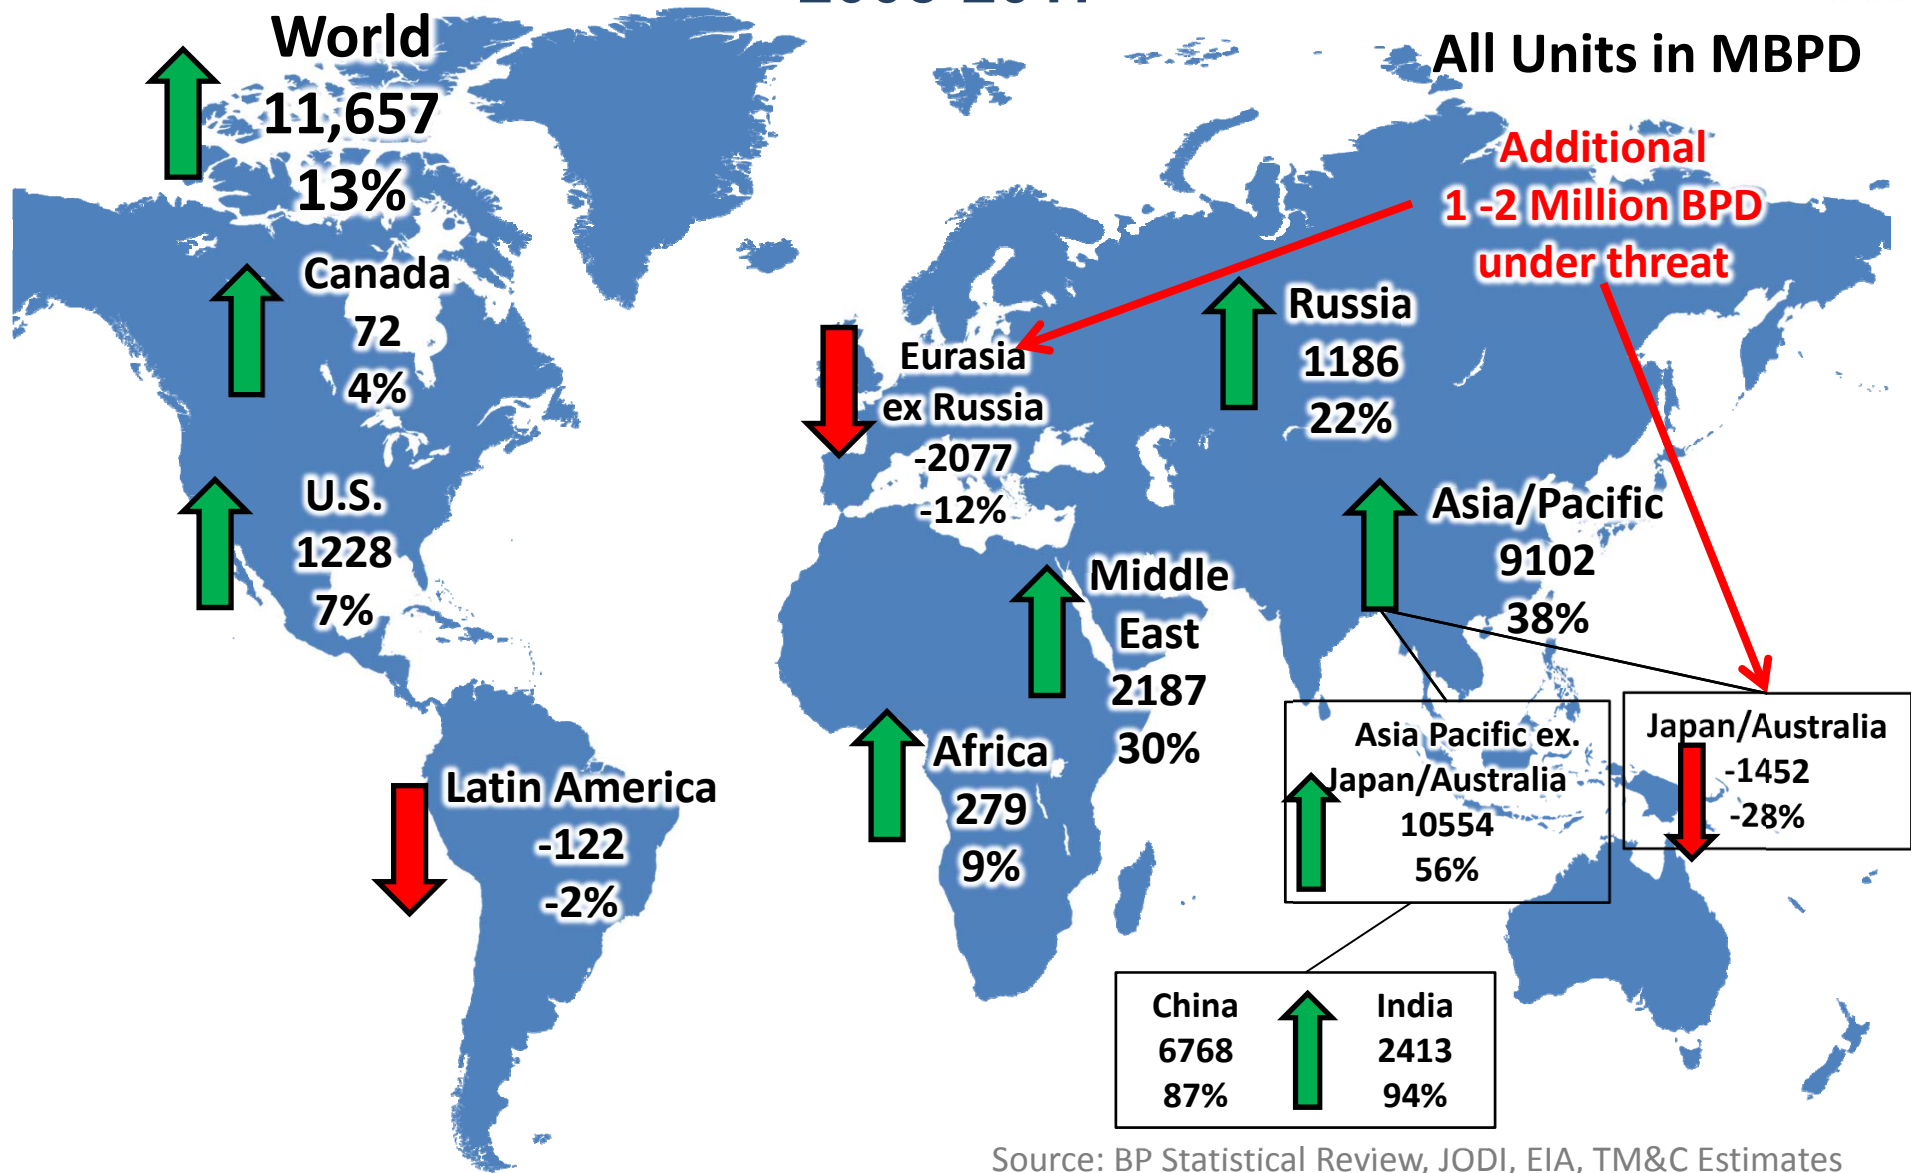 World
11,657
13%
All Units in MBPD
Additional
1 -2 Million BPD
under threat
Canada
72
4%
Russia
1186
22%
Eurasia
ex Russia
-2077
-12%
U.S.
1228
7%
Asia/Pacific
9102
38%
Middle
East
2187
30%
Africa
279
9%
Latin America
-122
-2%
Asia Pacific ex.
Japan/Australia
10554
56%
Japan/Australia
-1452
-28%
China
6768
87%
India
2413
94%
Source: BP Statistical Review, JODI, EIA, TM&C Estimates